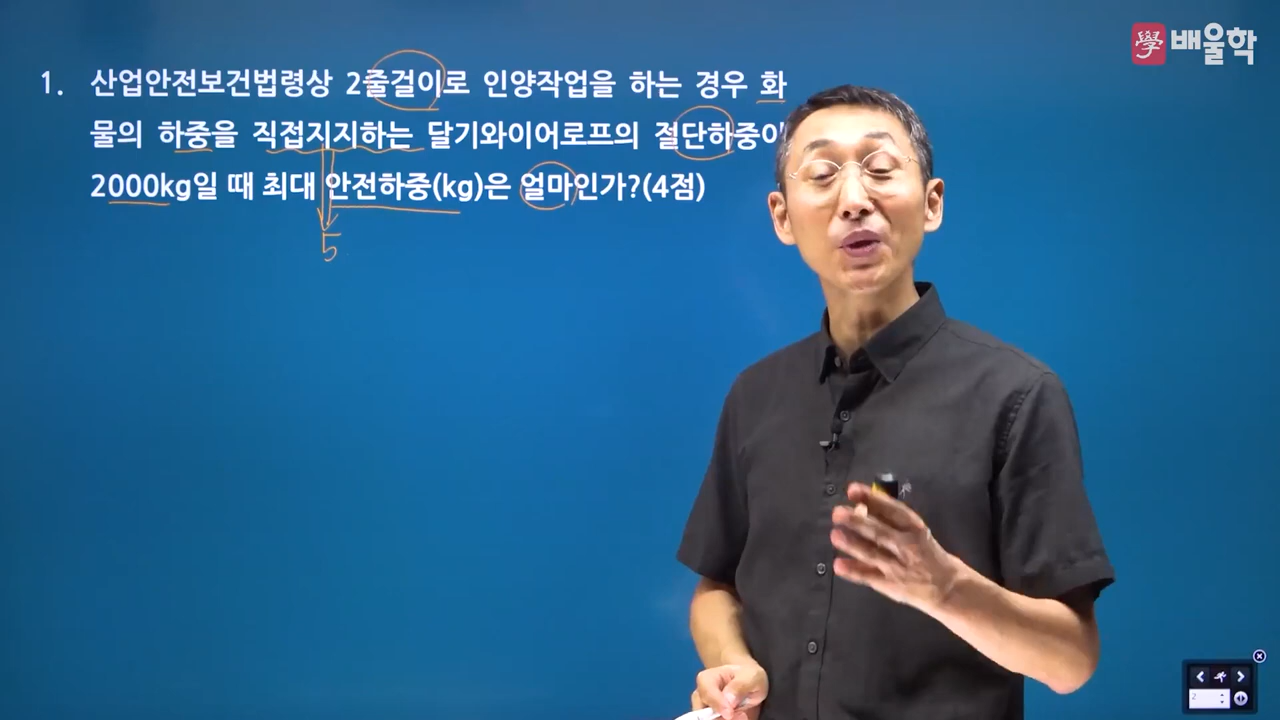 學 배울학
1. 산업안전보건법령상 2줄걸이로 인양작업을 하는 경우 화
물의 하중을 직접지지하는 달기와이어로프의 절단하중이
2000kg일 때 최대 안전하중(kg)은 얼마인가?(4점)
5
2